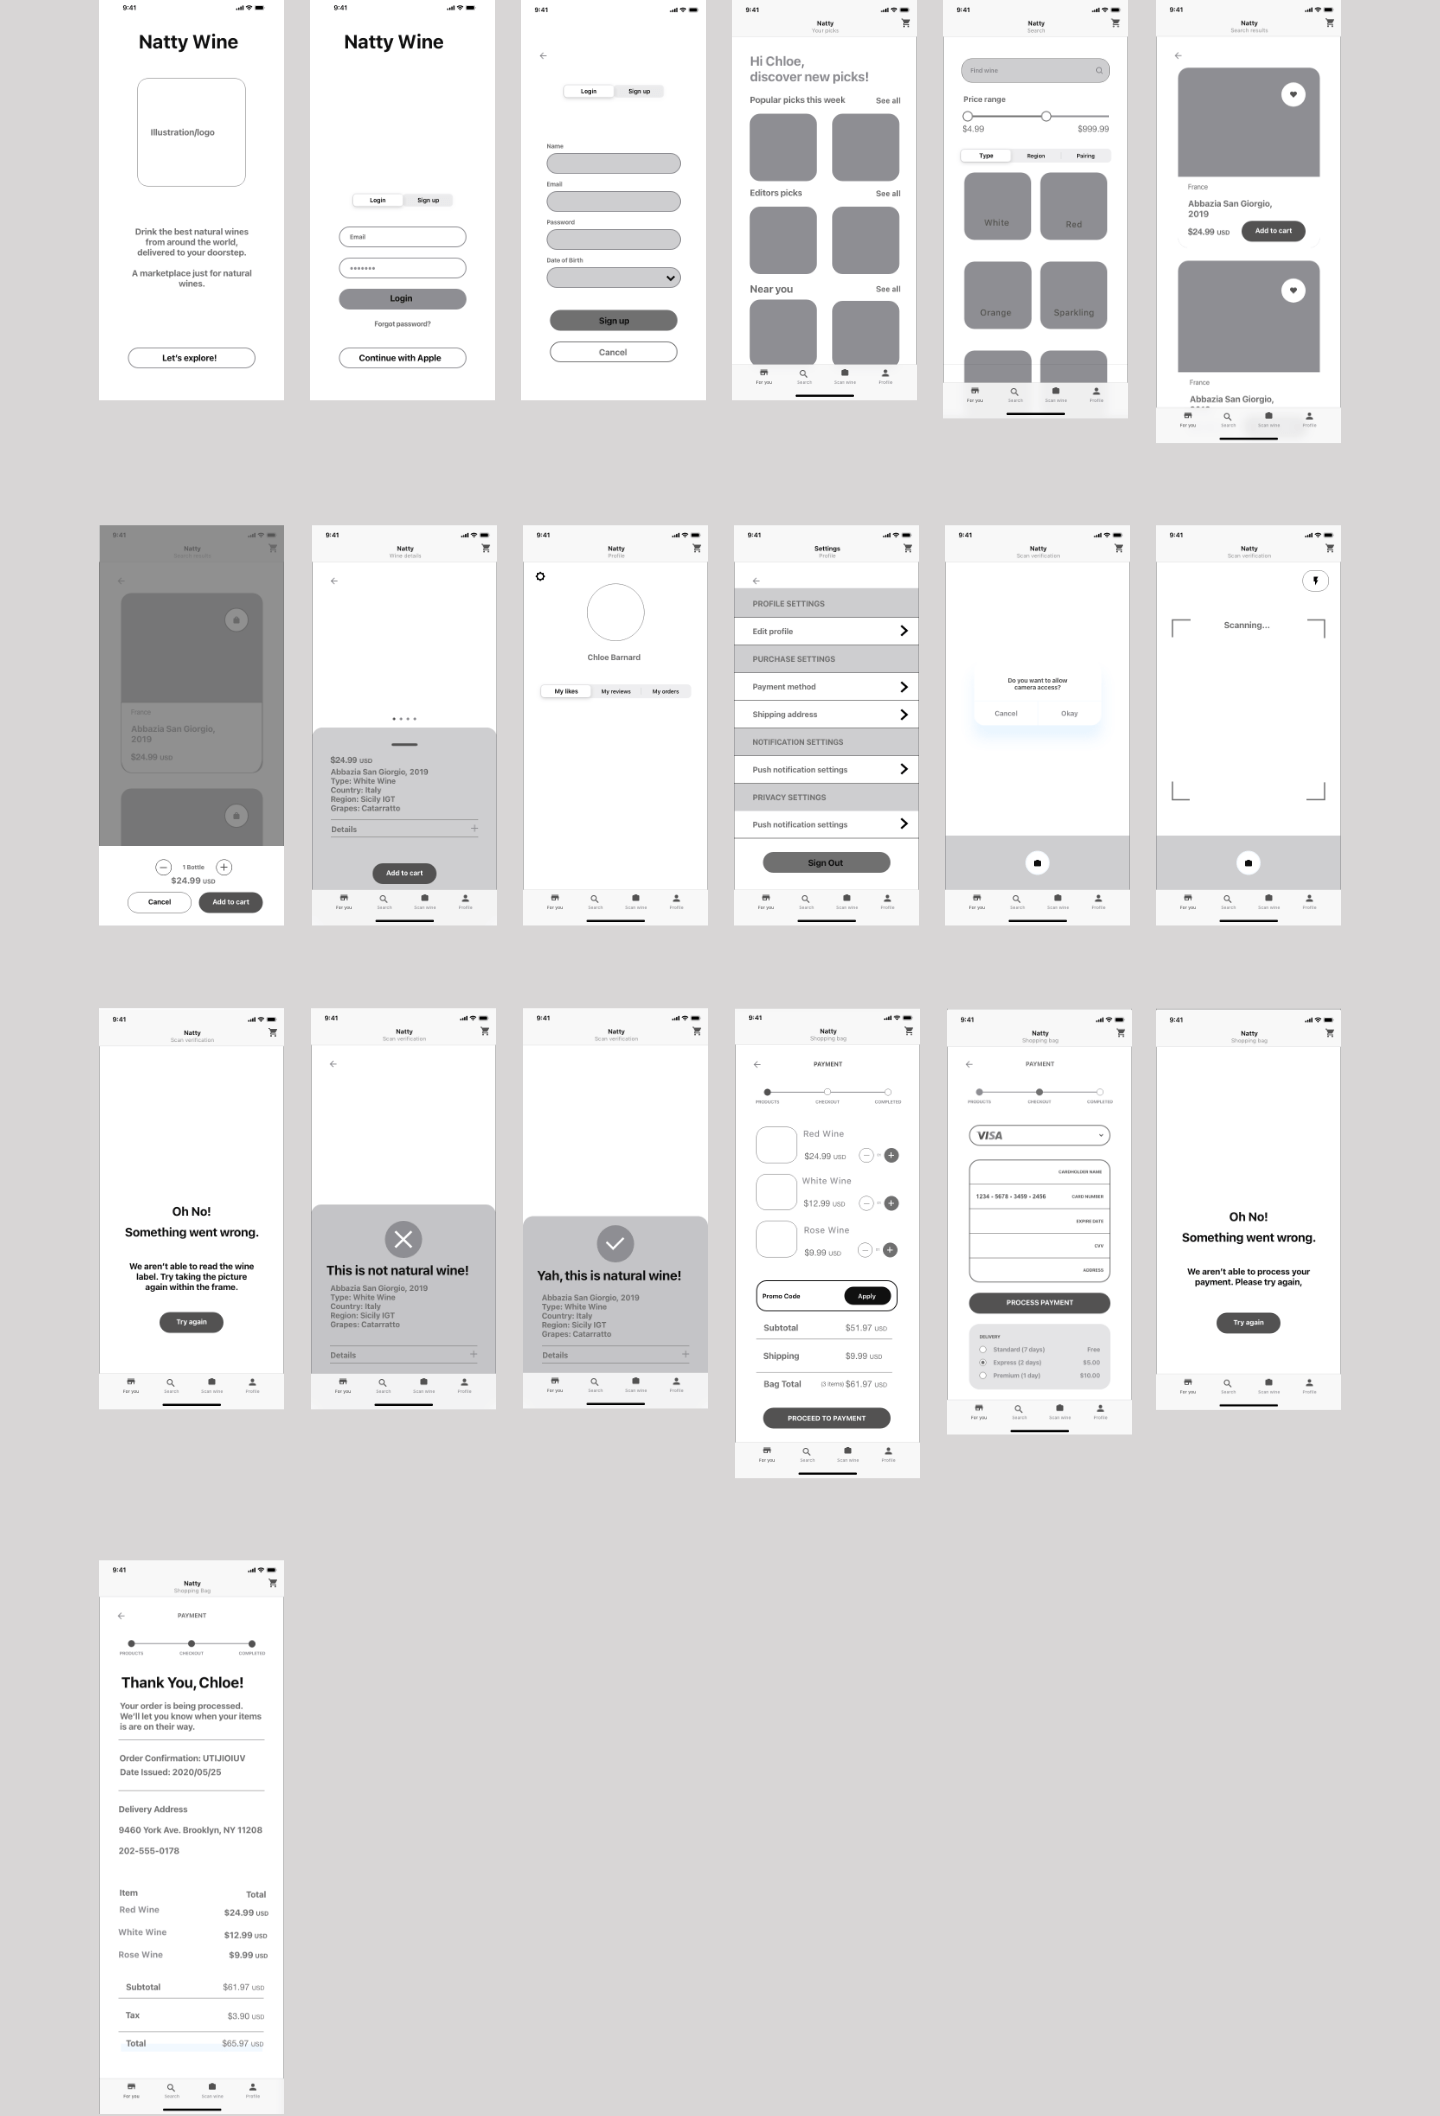 9:41
Natty Wine
Illustration/logo
Drink the best natural wines
from around the world,
delivered to your doorstep.
A marketplace just for natural
wines.
Let's explore!
9:41
Natty Wine
Login
Sign up
Email
Login
Forgot password?
Continue with Apple
9:41
Login
Sign up
Name
Email
Password
Date of Birth
Sign up
Cancel
9:41
Natty
Your picks
Hi Chloe,
discover new picks!
Popular picks this week
See all
Editors picks
See all
Near you
See all
For you
Search
Scan wine
Profile
9:41
Natty
Search
Find wine
Price range
$4.99
$999.99
Type
Region
Pairing
White
Red
Orange
Sparkling
For you
Search
Scan wine
Profile
9:41
Natty
Search results
France
Abbazia San Giorgio,
2019
$24.99 USD
Add to cart
France
Abbazia San Giorgio,
2019
For you
Search
Scan wine
Profile
9:41
Natty
Search results
France
Abbazia San Giorgio,
2019
$24.99 USD
1 Bottle
$24.99 USD
Cancel
Add to cart
9:41
Natty
Wine details
$24.99 USD
Abbazia San Giorgio, 2019
Type: White Wine
Country: Italy
Region: Sicily IGT
Grapes: Catarratto
Details
Add to cart
For you
Search
Scan wine
Profile
9:41
Natty
Profile
Chloe Barnard
My likes
My reviews
My orders
For you
Search
Scan wine
Profile
9:41
Settings
Profile
PROFILE SETTINGS
Edit profile
PURCHASE SETTINGS
Payment method
Shipping address
NOTIFICATION SETTINGS
Push notification settings
PRIVACY SETTINGS
Push notification settings
Sign Out
For you
Search
Scan wine
Profile
9:41
Natty
Scan verification
Do you want to allow
camera access?
Cancel
Okay
For you
Search
Scan wine
Profile
9:41
Natty
Scan verification
Scanning...
For you
Search
Scan wine
Profile
9:41
Natty
Scan verification
Oh No!
Something went wrong.
We aren't able to read the wine
label. Try taking the picture
again within the frame.
Try again
For you
Search
Scan wine
Profile
9:41
Natty
Scan verification
This is not natural wine!
Abbazia San Giorgio, 2019
Type: White Wine
Country: Italy
Region: Sicily IGT
Grapes: Catarratto
Details
For you
Search
Scan wine
Profile
9:41
Natty
Scan verification
Yah, this is natural wine!
Abbazia San Giorgio, 2019
Type: White Wine
Country: Italy
Region: Sicily IGT
Grapes: Catarratto
Details
For you
Search
Scan wine
Profile
9:41
Natty
Shopping bag
PAYMENT
PRODUCTS
CHECKOUT
COMPLETED
Red Wine
$24.99 USD
White Wine
$12.99 USD
Rose Wine
$9.99 USD
Promo Code
Apply
Subtotal
$51.97 USD
Shipping
$9.99 USD
Bag Total
(3 items) $61.97 USD
PROCEED TO PAYMENT
For you
Search
Scan wine
Profile
9:41
Natty
Shopping bag
PAYMENT
PRODUCTS
CHECKOUT
COMPLETED
VISA
CARDHOLDER NAME
1234 - 5678 - 3459 - 2456
CARD NUMBER
EXPIRE DATE
CVV
ADDRESS
PROCESS PAYMENT
DELIVERY
Standard (7 days)
Free
Express (2 days)
$5.00
Premium (1 day)
$10.00
For you
Search
Scan wine
Profile
9:41
Natty
Shopping bag
Oh No!
Something went wrong.
We aren't able to process your
payment. Please try again,
Try again
For you
Search
Scan wine
Profile
9:41
Natty
Shopping Bag
PAYMENT
PRODUCTS
CHECKOUT
COMPLETED
Thank You, Chloe!
Your order is being processed.
We'll let you know when your items
is are on their way.
Order Confirmation: UTIJIOIUV
Date Issued: 2020/05/25
Delivery Address
9460 York Ave. Brooklyn, NY 11208
202-555-0178
Item
Total
Red Wine
$24.99 USD
White Wine
$12.99 USD
Rose Wine
$9.99 USD
Subtotal
$61.97 USD
Tax
$3.90 USD
Total
$65.97 USD
For you
Search
Scan wine
Profile